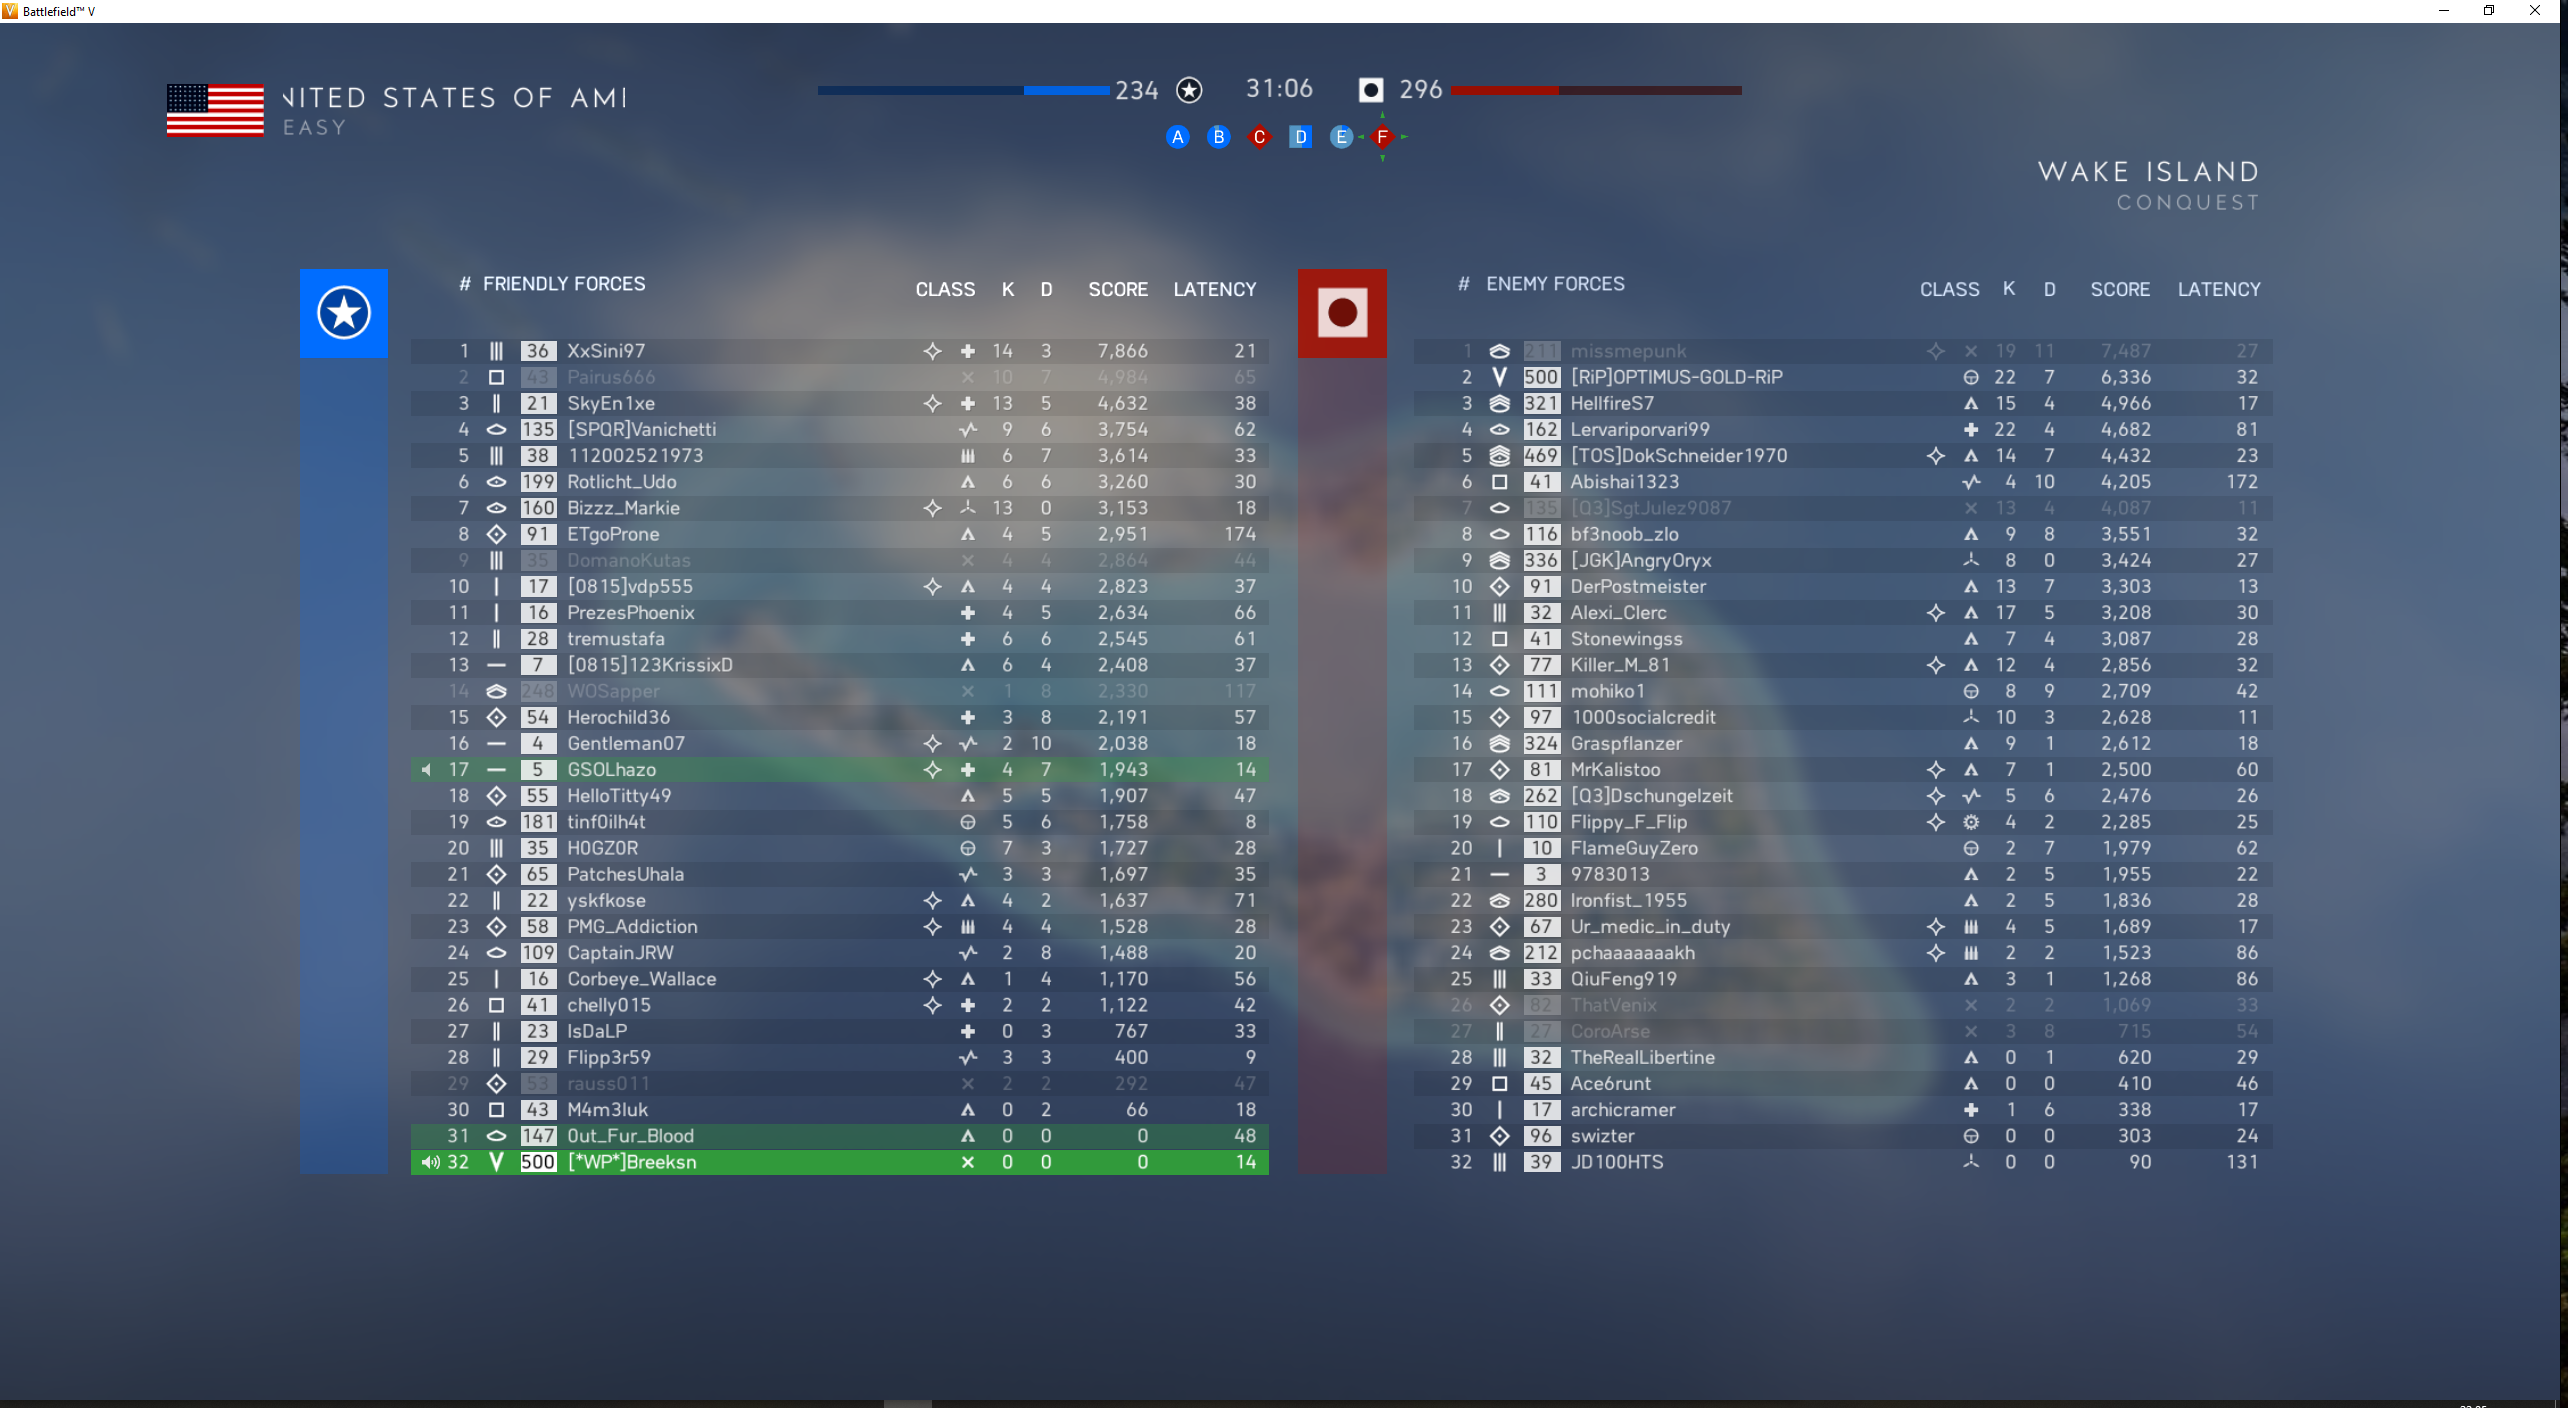 Battlefield™ V
NITED STATES OF AMI
EASY
234 31:06 296
A B C D E F
WAKE ISLAND
CONQUEST
# FRIENDLY FORCES CLASS K D SCORE LATENCY
1 36 XxSini97 14 3 7,866 21
2 43 Pairus666 10 7 4,984 65
3 21 SkyEn1xe 13 5 4,632 38
4 135 [SPQR]Vanichetti 9 6 3,754 62
5 38 112002521973 6 7 3,614 33
6 199 Rotlicht_Udo 6 6 3,260 30
7 160 Bizzz_Markie 13 0 3,153 18
8 91 ETgoProne 4 5 2,951 174
9 35 DomanoKutas 4 4 2,864 44
10 17 [0815]vdp555 4 4 2,823 37
11 16 PrezesPhoenix 4 5 2,634 66
12 28 tremustafa 6 6 2,545 61
13 7 [0815]123KrissixD 6 4 2,408 37
14 248 WOSapper 1 8 2,330 117
15 54 Herochild36 3 8 2,191 57
16 4 Gentleman07 2 10 2,038 18
17 5 GSOLhazo 4 7 1,943 14
18 55 HelloTitty49 5 5 1,907 47
19 181 tinf0ilh4t 5 6 1,758 8
20 35 H0GZ0R 7 3 1,727 28
21 65 PatchesUhala 3 3 1,697 35
22 22 yskfkose 4 2 1,637 71
23 58 PMG_Addiction 4 4 1,528 28
24 109 CaptainJRW 2 8 1,488 20
25 16 Corbeye_Wallace 1 4 1,170 56
26 41 chelly015 2 2 1,122 42
27 23 IsDaLP 0 3 767 33
28 29 Flipp3r59 3 3 400 9
29 53 rauss011 2 2 292 47
30 43 M4m3luk 0 2 66 18
31 147 0ut_Fur_Blood 0 0 0 48
32 V 500 [*WP*]Breeksn 0 0 0 14
# ENEMY FORCES CLASS K D SCORE LATENCY
1 211 missmepunk 19 11 7,487 27
2 V 500 [RiP]OPTIMUS-GOLD-RiP 22 7 6,336 32
3 321 HellfireS7 15 4 4,966 17
4 162 Lervariporvari99 22 4 4,682 81
5 469 [TOS]DokSchneider1970 14 7 4,432 23
6 41 Abishai1323 4 10 4,205 172
7 135 [Q3]SgtJulez9087 13 4 4,087 11
8 116 bf3noob_zlo 9 8 3,551 32
9 336 [JGK]AngryOryx 8 0 3,424 27
10 91 DerPostmeister 13 7 3,303 13
11 32 Alexi_Clerc 17 5 3,208 30
12 41 Stonewingss 7 4 3,087 28
13 77 Killer_M_81 12 4 2,856 32
14 111 mohiko1 8 9 2,709 42
15 97 1000socialcredit 10 3 2,628 11
16 324 Graspflanzer 9 1 2,612 18
17 81 MrKalistoo 7 1 2,500 60
18 262 [Q3]Dschungelzeit 5 6 2,476 26
19 110 Flippy_F_Flip 4 2 2,285 25
20 10 FlameGuyZero 2 7 1,979 62
21 3 9783013 2 5 1,955 22
22 280 Ironfist_1955 2 5 1,836 28
23 67 Ur_medic_in_duty 4 5 1,689 17
24 212 pchaaaaaaakh 2 2 1,523 86
25 33 QiuFeng919 3 1 1,268 86
26 82 ThatVenix 2 2 1,069 33
27 27 CoroArse 3 8 715 54
28 32 TheRealLibertine 0 1 620 29
29 45 Ace6runt 0 0 410 46
30 17 archicramer 1 6 338 17
31 96 swizter 0 0 303 24
32 39 JD100HTS 0 0 90 131